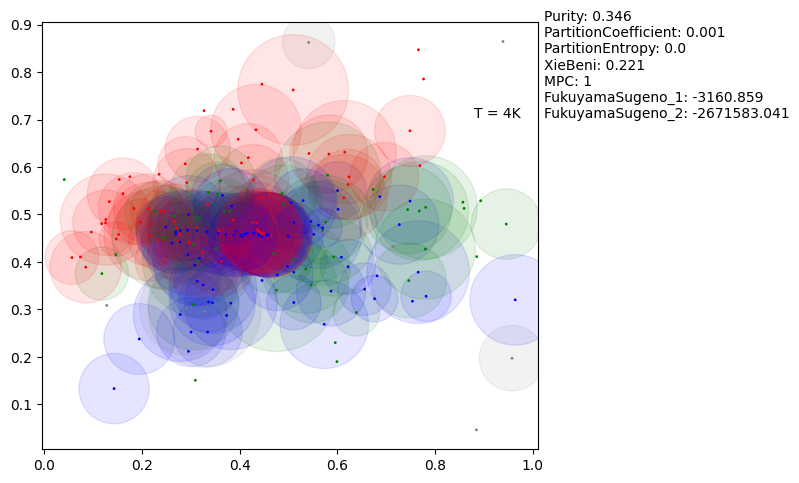 Purity: 0.346
PartitionCoefficient: 0.001
PartitionEntropy: 0.0
XieBeni: 0.221
MPC: 1
FukuyamaSugeno_1: -3160.859
FukuyamaSugeno_2: -2671583.041
T = 4K
0.9
0.8
0.7
0.6
0.5
0.4
0.3
0.2
0.1
0.0
0.2
0.4
0.6
0.8
1.0